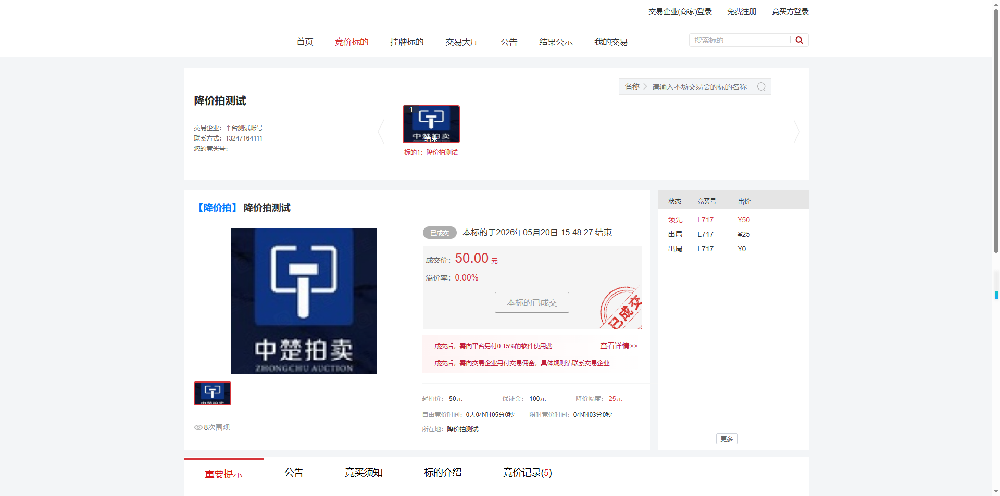 交易企业(商家)登录 免费注册 竞买方登录
首页 竞价标的 挂牌标的 交易大厅 公告 结果公示 我的交易 搜索标的
名称 请输入本场交易会的标的名称
降价拍测试
交易企业：平台测试账号
联系方式：13247164111
您的竞买号：
1
中楚拍卖
结束
标的1：降价拍测试
【降价拍】 降价拍测试
中楚拍卖
ZHONGCHU AUCTION
中楚拍卖
8次围观
已成交 本标的于2026年05月20日 15:48:27 结束
成交价：50.00 元
溢价率：0.00%
本标的已成交
已成交
成交后，需向平台另付0.15%的软件使用费 查看详情>>
成交后，需向交易企业另付交易佣金，具体规则请联系交易企业
起拍价： 50元 保证金： 100元 降价幅度： 25元
自由竞价时间：0天0小时05分0秒 限时竞价时间：0小时03分0秒
所在地：降价拍测试
状态 竞买号 出价
领先 L717 ¥50
出局 L717 ¥25
出局 L717 ¥0
更多
重要提示 公告 竞买须知 标的介绍 竞价记录(5)